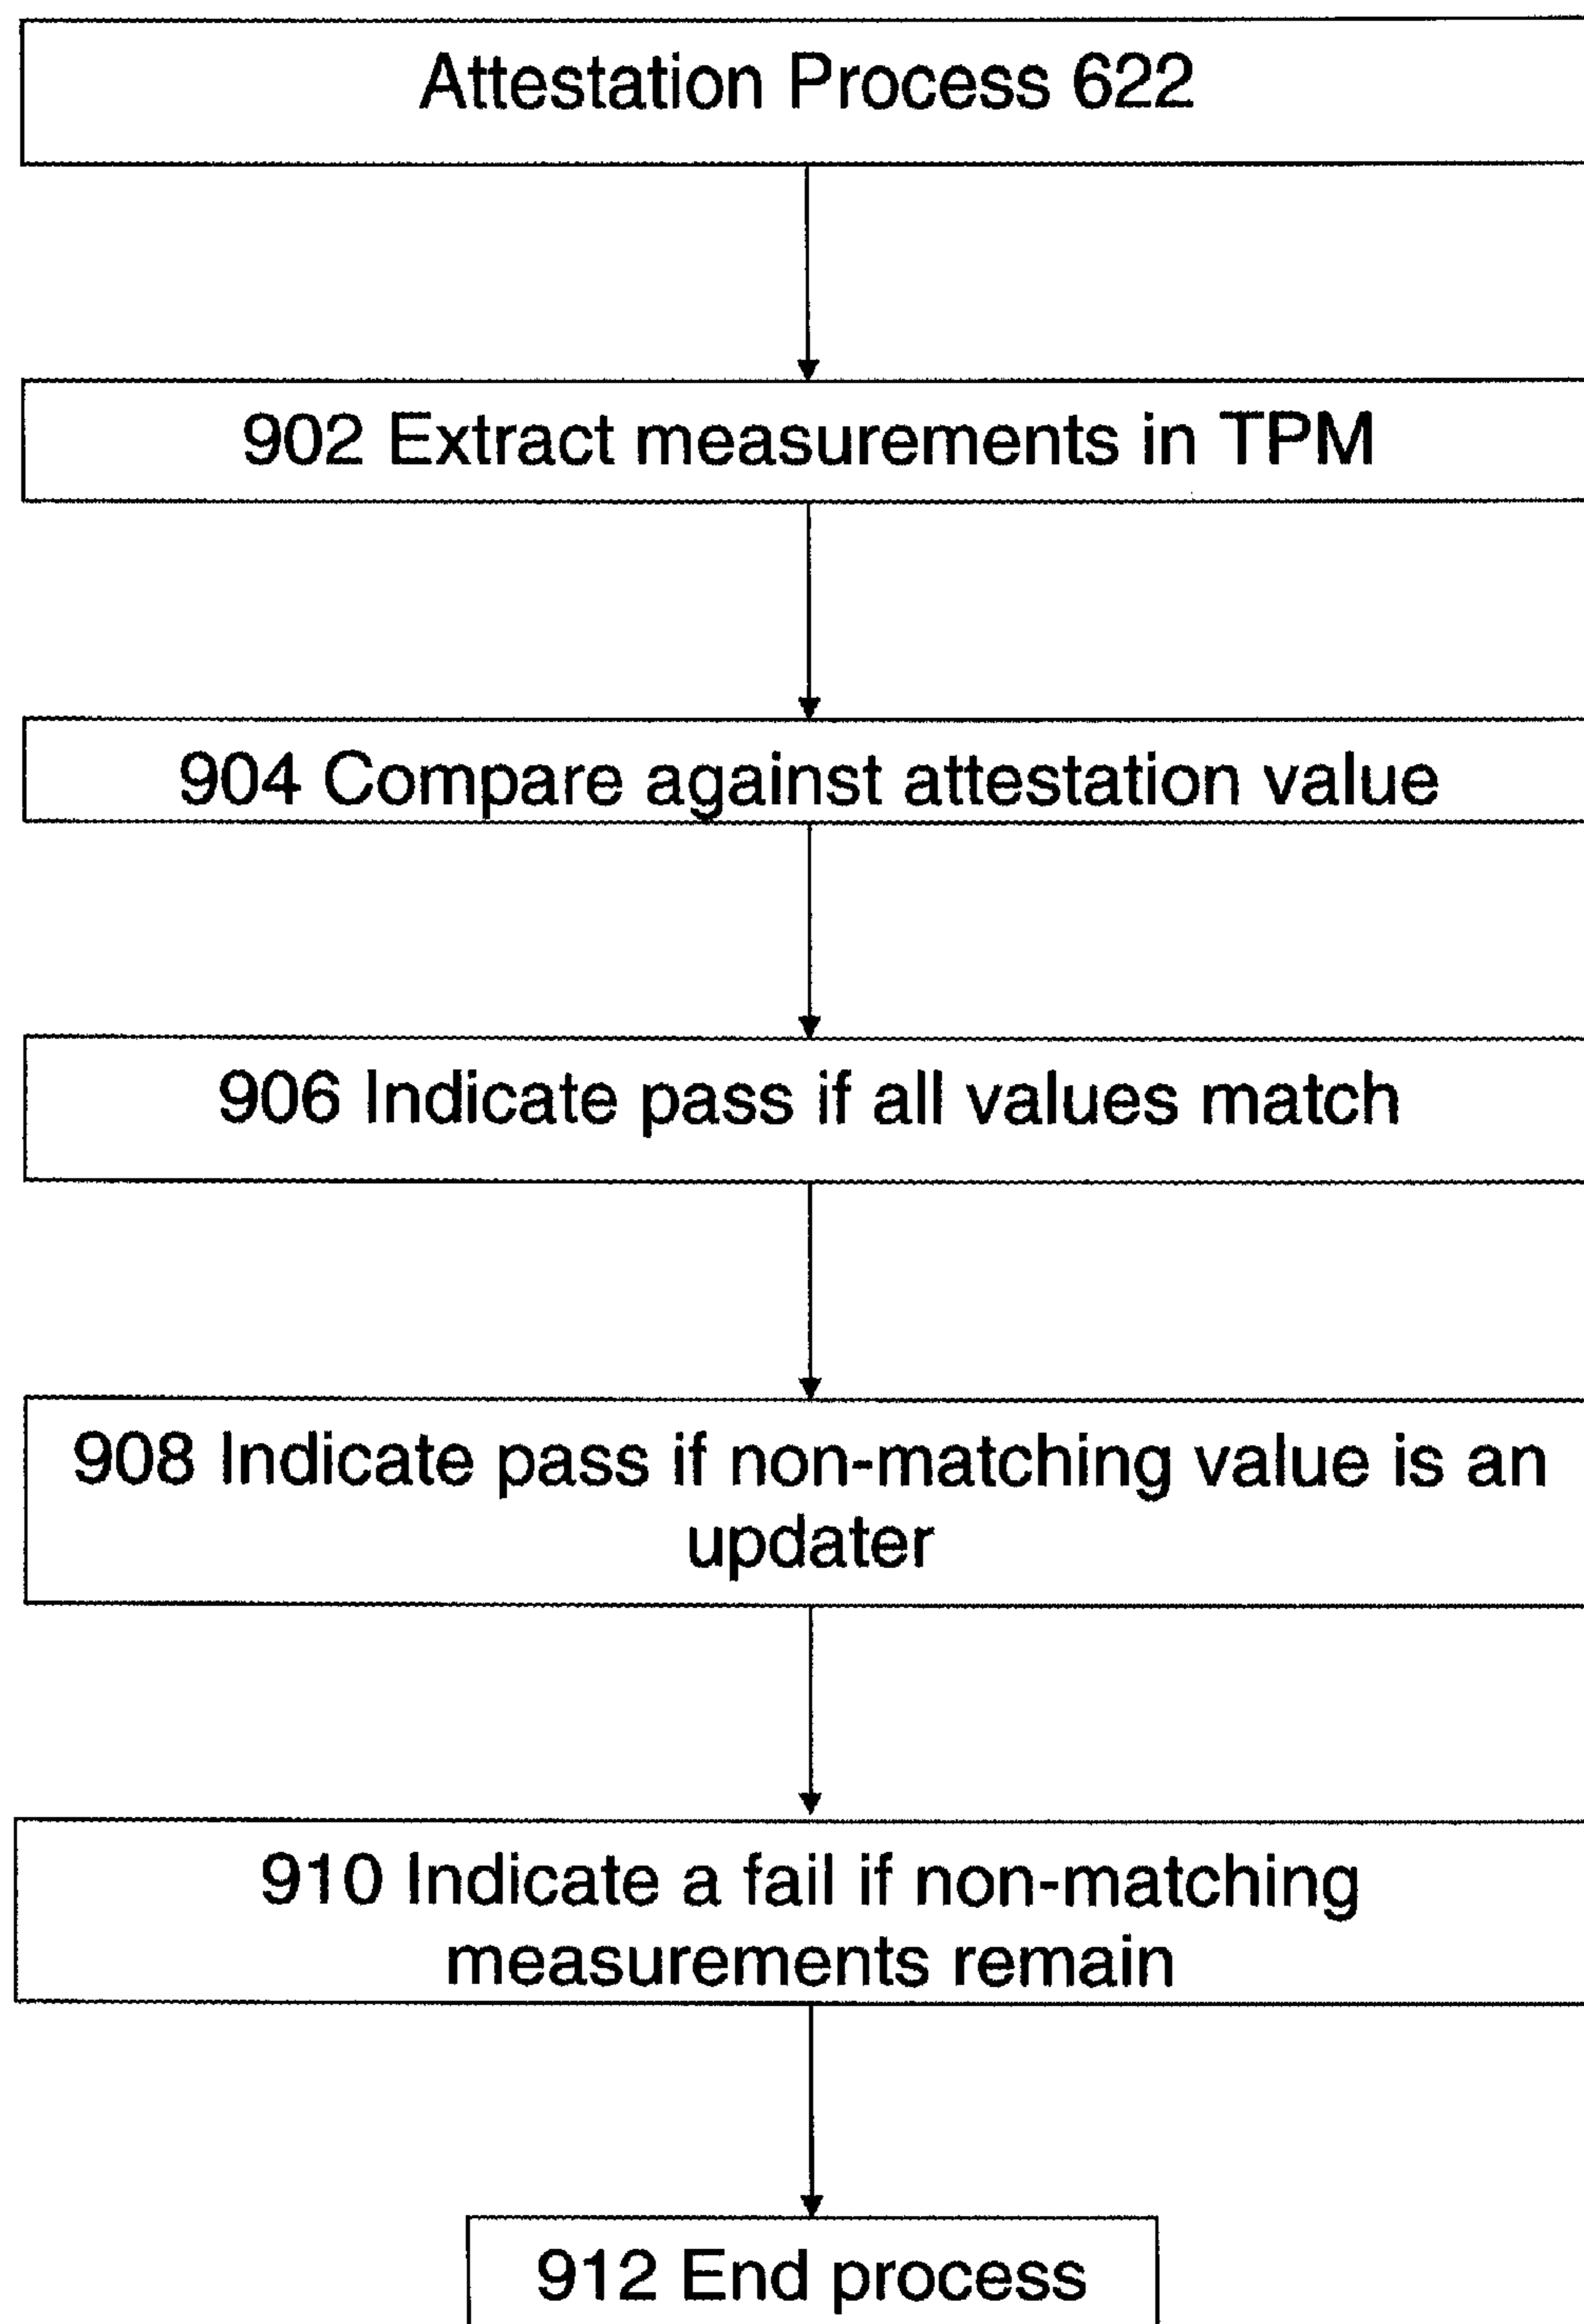 Attestation Process 622
902 Extract measurements in TPM
904 Compare against attestation value
906 Indicate pass if all values match
908 Indicate pass if non-matching value is an
updater
910 Indicate a fail if non-matching
measurements remain
912 End process